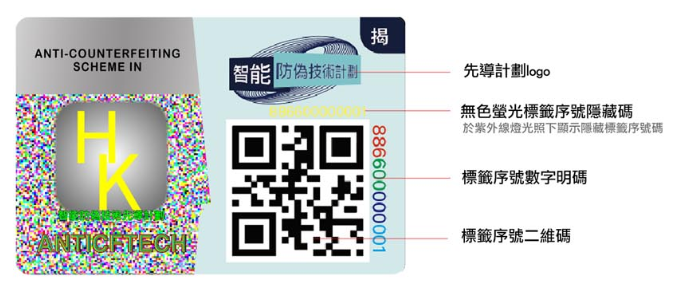 ANTI-COUNTERFEITING
SCHEME IN
揭
智能 防偽技術計劃
8866000000001
HK
ANTICFTECH
886600000001
先導計劃logo
無色螢光標籤序號隱藏碼
於紫外線燈光照下顯示隱藏標籤序號碼
標籤序號數字明碼
標籤序號二維碼